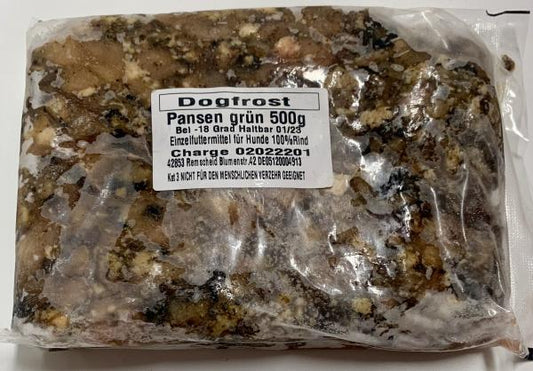 Dogfrost
Pansen grün 500g
Bei -18 Grad Haltbar 01/23
Einzelfuttermittel für Hunde 100%Rind
Charge 02022201
42853 Remscheid Blumenstr.A2 DE05120004913
Kat 3 NICHT FÜR DEN MENSCHLICHEN VERZEHR GEEIGNET